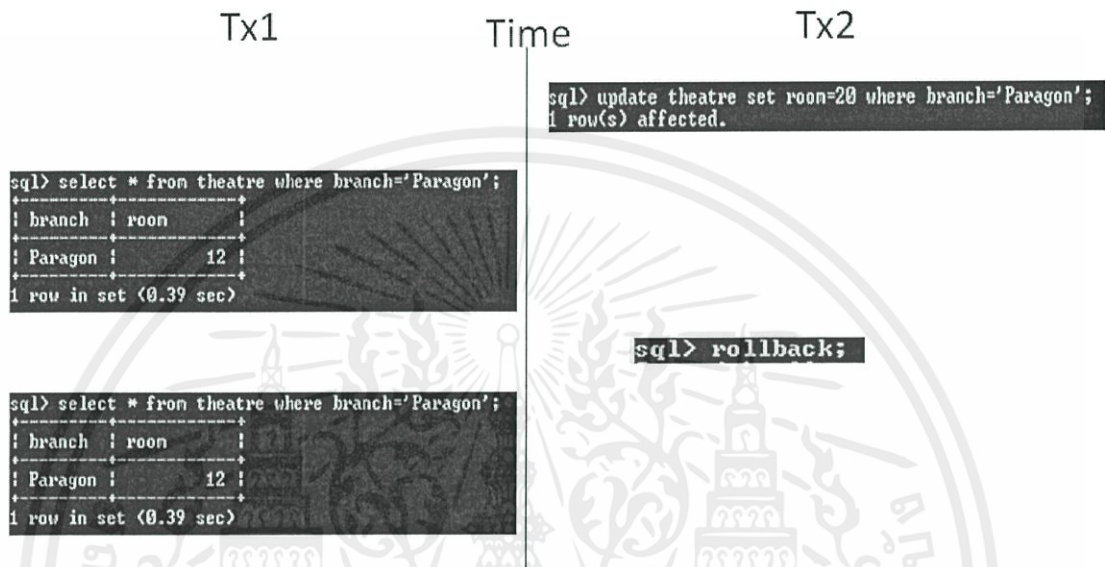 Tx1
Time
Tx2
sql> update theatre set room=20 where branch='Paragon';
1 row(s) affected.
sql> select * from theatre where branch='Paragon';
| branch | room |
| Paragon | 12 |
1 row in set (0.39 sec)
sql> rollback;
sql> select * from theatre where branch='Paragon';
| branch | room |
| Paragon | 12 |
1 row in set (0.39 sec)